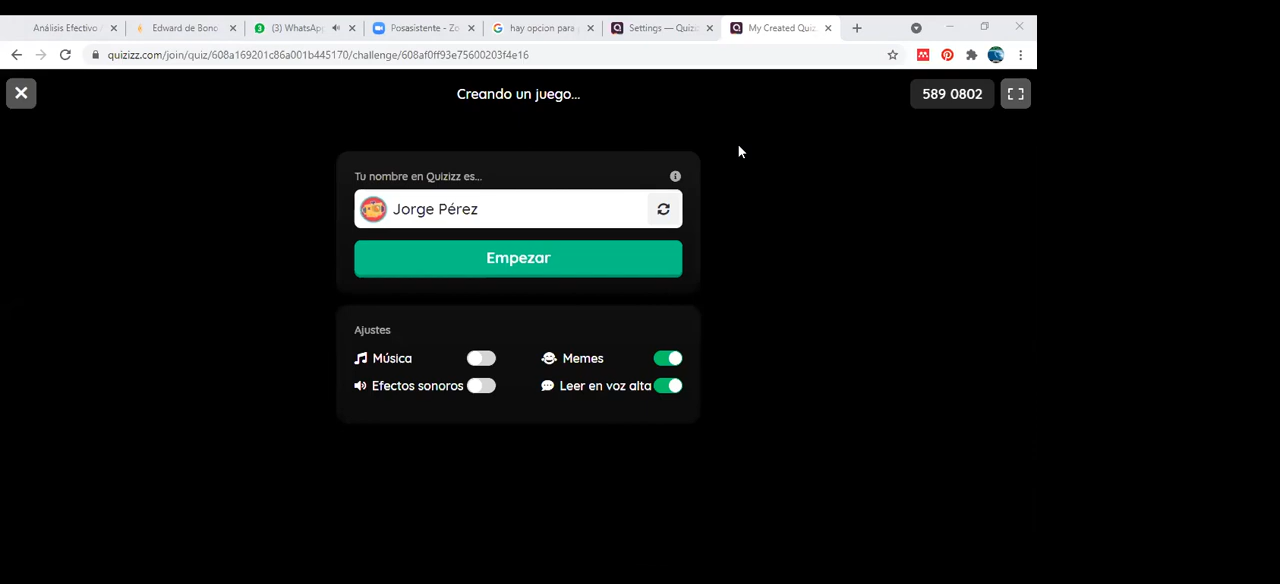 Análisis Efectivo
Edward de Bono
(3) WhatsApp
Posasistente - Zo
hay opcion para
Settings — Quiziz
My Created Quiz
quizizz.com/join/quiz/608a169201c86a001b445170/challenge/608af0ff93e75600203f4e16
Creando un juego...
589 0802
Tu nombre en Quizizz es...
Jorge Pérez
Empezar
Ajustes
Música
Memes
Efectos sonoros
Leer en voz alta